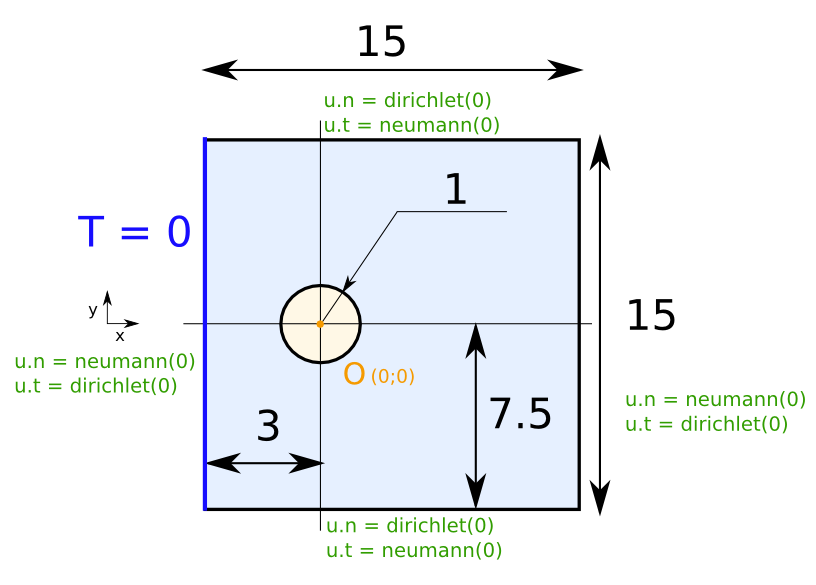 15
u.n = dirichlet(0)
u.t = neumann(0)
1
T = 0
y
x
15
u.n = neumann(0)
u.t = dirichlet(0)
O (0;0)
3
7.5
u.n = neumann(0)
u.t = dirichlet(0)
u.n = dirichlet(0)
u.t = neumann(0)